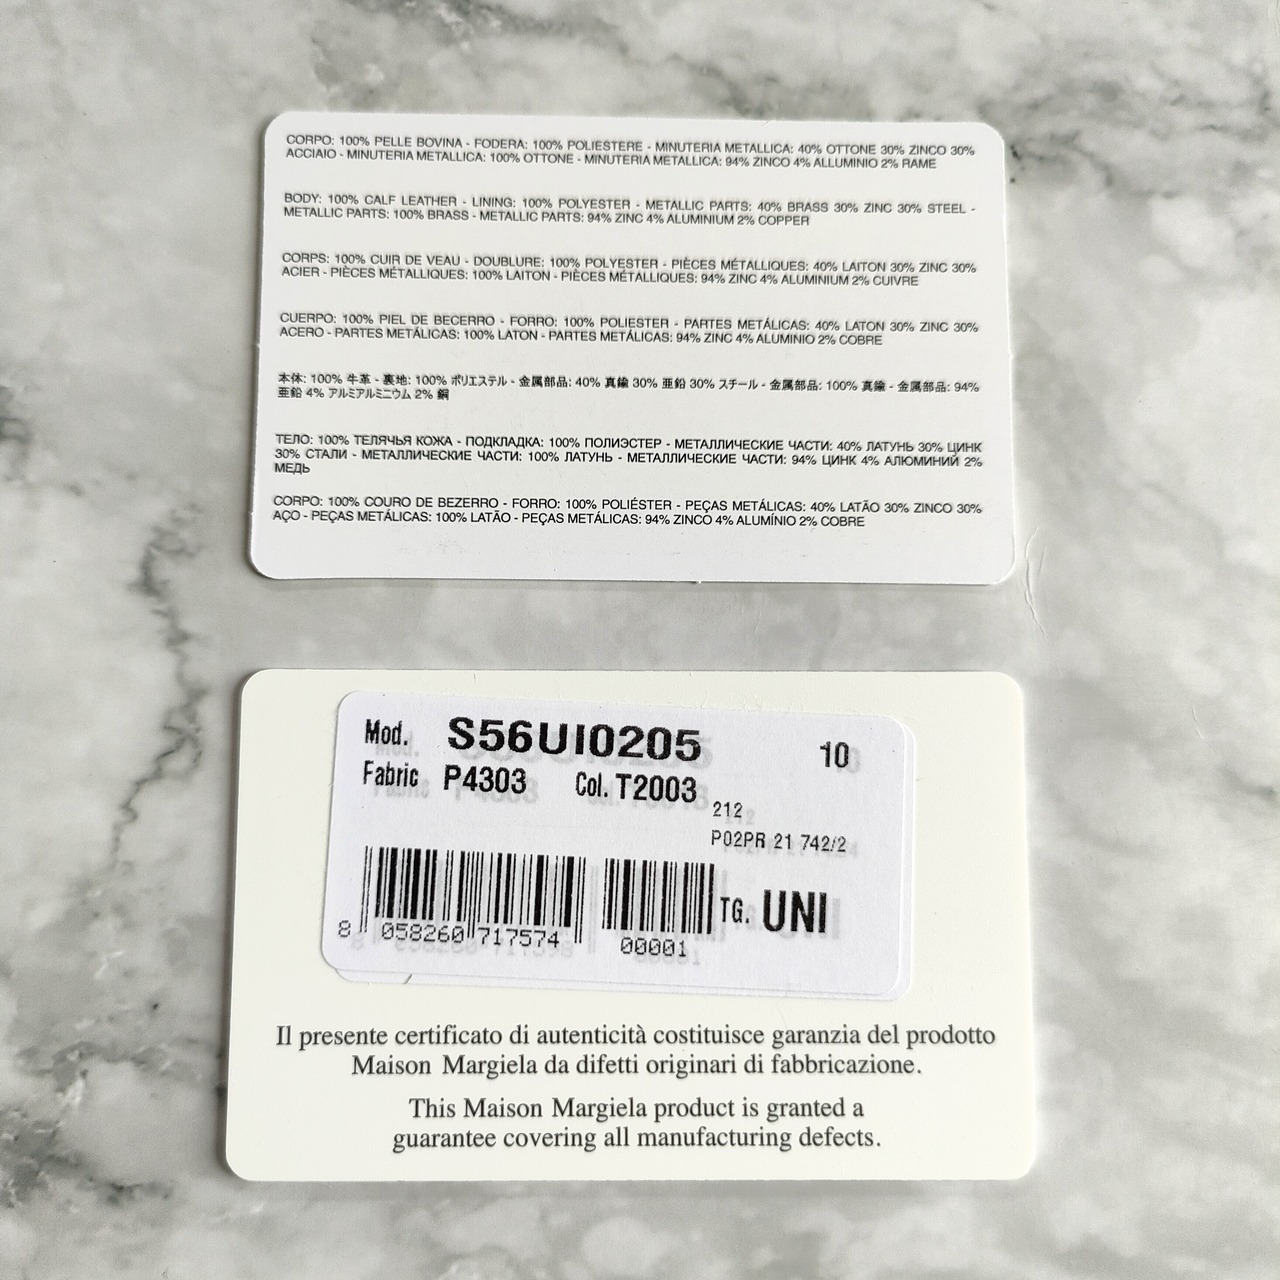 CORPO: 100% PELLE BOVINA - FODERA: 100% POLIESTERE - MINUTERIA METALLICA: 40% OTTONE 30% ZINCO 30%
ACCIAIO - MINUTERIA METALLICA: 100% OTTONE - MINUTERIA METALLICA: 94% ZINCO 4% ALLUMINIO 2% RAME
BODY: 100% CALF LEATHER - LINING: 100% POLYESTER - METALLIC PARTS: 40% BRASS 30% ZINC 30% STEEL -
METALLIC PARTS: 100% BRASS - METALLIC PARTS: 94% ZINC 4% ALUMINIUM 2% COPPER
CORPS: 100% CUIR DE VEAU - DOUBLURE: 100% POLYESTER - PIÈCES MÉTALLIQUES: 40% LAITON 30% ZINC 30%
ACIER - PIÈCES MÉTALLIQUES: 100% LAITON - PIÈCES MÉTALLIQUES: 94% ZINC 4% ALUMINIUM 2% CUIVRE
CUERPO: 100% PIEL DE BECERRO - FORRO: 100% POLIESTER - PARTES METÁLICAS: 40% LATON 30% ZINC 30%
ACERO - PARTES METÁLICAS: 100% LATON - PARTES METÁLICAS: 94% ZINC 4% ALUMINIO 2% COBRE
本体: 100% 牛革 - 裏地: 100% ポリエステル - 金属部品: 40% 真鍮 30% 亜鉛 30% スチール - 金属部品: 100% 真鍮 - 金属部品: 94%
亜鉛 4% アルミアルミニウム 2% 銅
ТЕЛО: 100% ТЕЛЯЧЬЯ КОЖА - ПОДКЛАДКА: 100% ПОЛИЭСТЕР - МЕТАЛЛИЧЕСКИЕ ЧАСТИ: 40% ЛАТУНЬ 30% ЦИНК
30% СТАЛИ - МЕТАЛЛИЧЕСКИЕ ЧАСТИ: 100% ЛАТУНЬ - МЕТАЛЛИЧЕСКИЕ ЧАСТИ: 94% ЦИНК 4% АЛЮМИНИЙ 2%
МЕДЬ
CORPO: 100% COURO DE BEZERRO - FORRO: 100% POLIÉSTER - PEÇAS METÁLICAS: 40% LATÃO 30% ZINCO 30%
AÇO - PEÇAS METÁLICAS: 100% LATÃO - PEÇAS METÁLICAS: 94% ZINCO 4% ALUMÍNIO 2% COBRE
Mod. S56UI0205 10
Fabric P4303 Col. T2003
212
P02PR 21 742/2
TG. UNI
8 058260 717574 00001
Il presente certificato di autenticità costituisce garanzia del prodotto
Maison Margiela da difetti originari di fabbricazione.
This Maison Margiela product is granted a
guarantee covering all manufacturing defects.